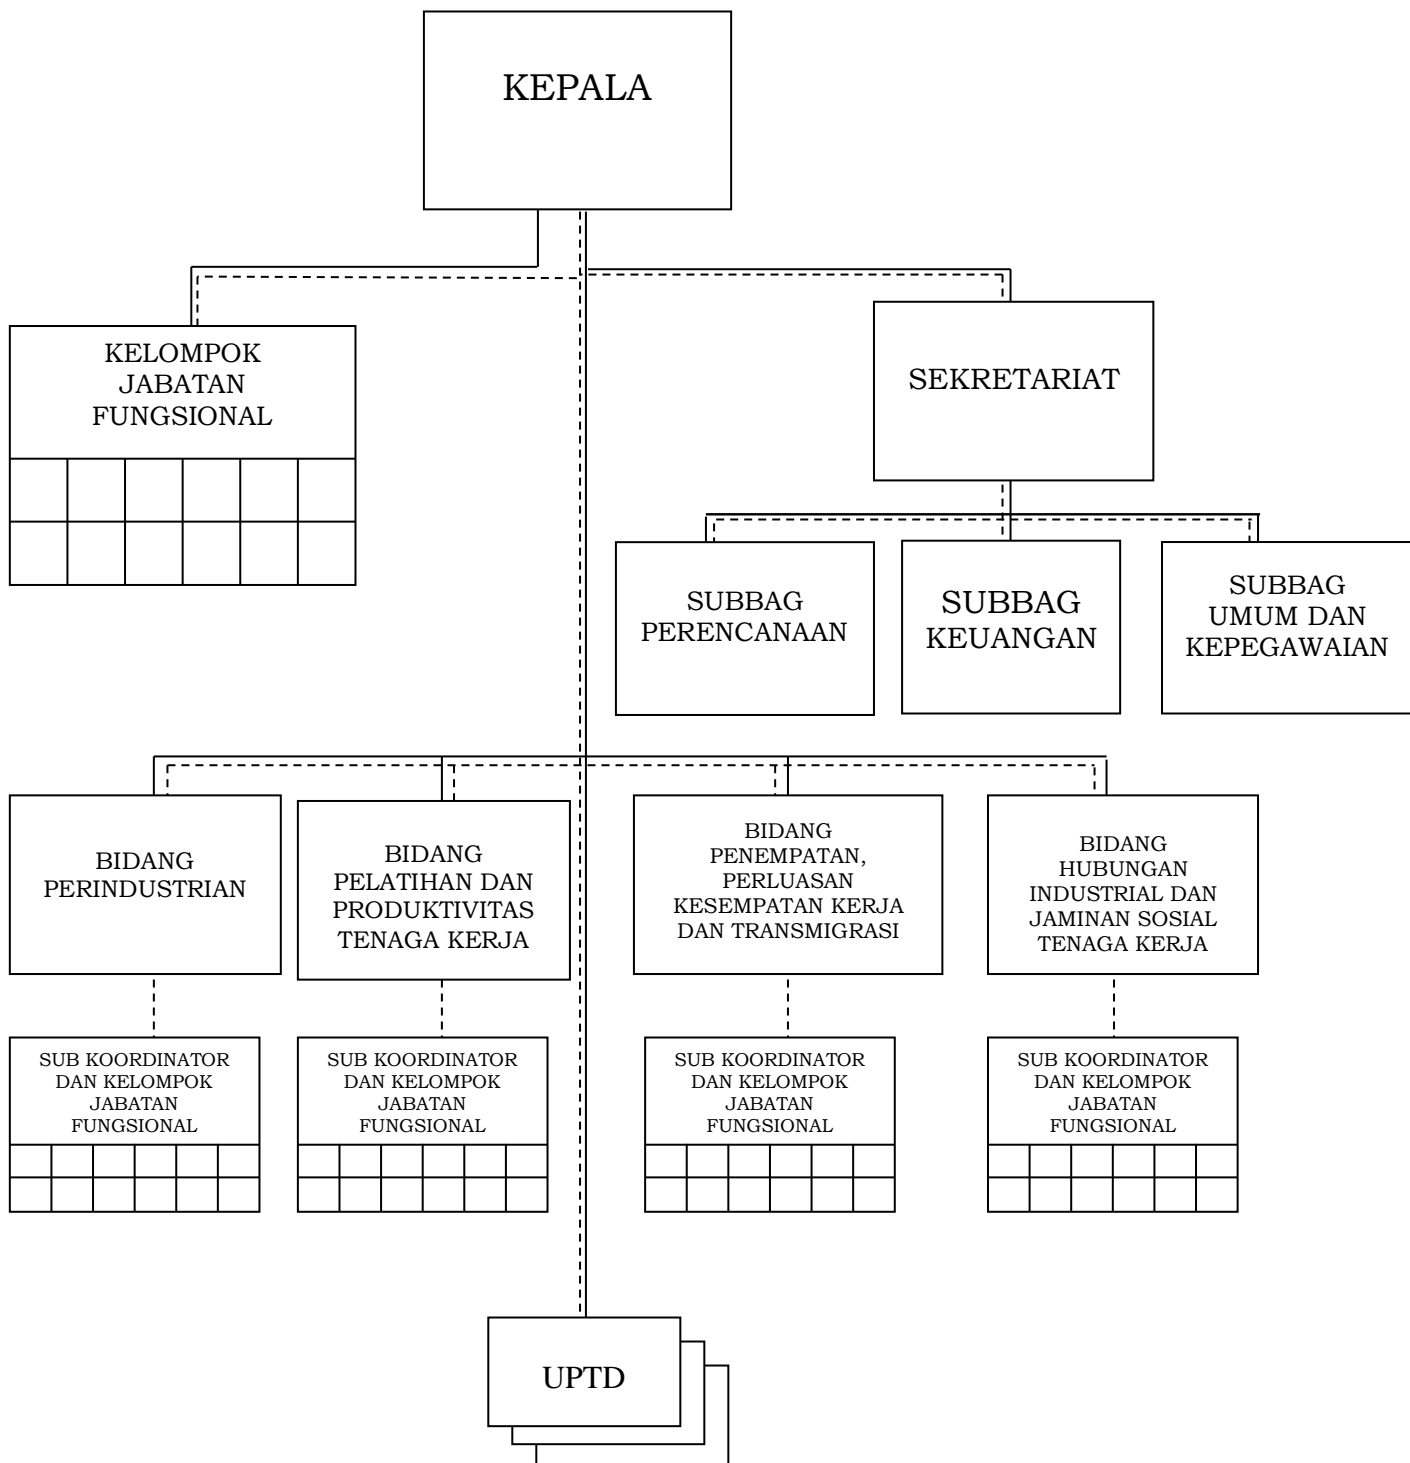 KEPALA
KELOMPOK
JABATAN
FUNGSIONAL
SEKRETARIAT
SUBBAG
PERENCANAAN
SUBBAG
KEUANGAN
SUBBAG
UMUM DAN
KEPEGAWAIAN
BIDANG
PERINDUSTRIAN
BIDANG
PELATIHAN DAN
PRODUKTIVITAS
TENAGA KERJA
BIDANG
PENEMPATAN,
PERLUASAN
KESEMPATAN KERJA
DAN TRANSMIGRASI
BIDANG
HUBUNGAN
INDUSTRIAL DAN
JAMINAN SOSIAL
TENAGA KERJA
SUB KOORDINATOR
DAN KELOMPOK
JABATAN
FUNGSIONAL
SUB KOORDINATOR
DAN KELOMPOK
JABATAN
FUNGSIONAL
SUB KOORDINATOR
DAN KELOMPOK
JABATAN
FUNGSIONAL
SUB KOORDINATOR
DAN KELOMPOK
JABATAN
FUNGSIONAL
UPTD